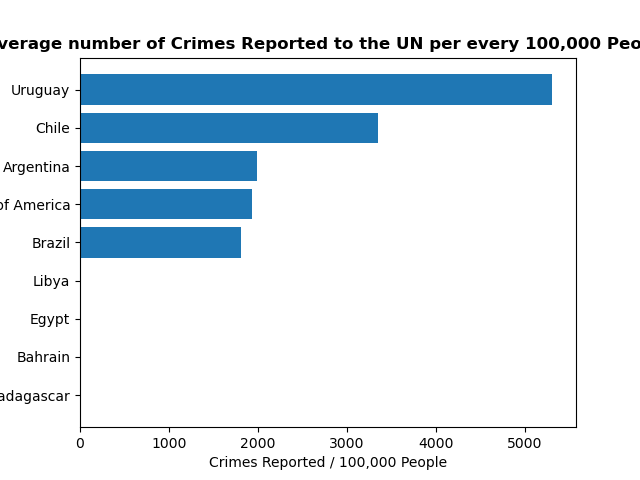 verage number of Crimes Reported to the UN per every 100,000 Peo
Uruguay
Chile
Argentina
of America
Brazil
Libya
Egypt
Bahrain
adagascar
0 1000 2000 3000 4000 5000
Crimes Reported / 100,000 People